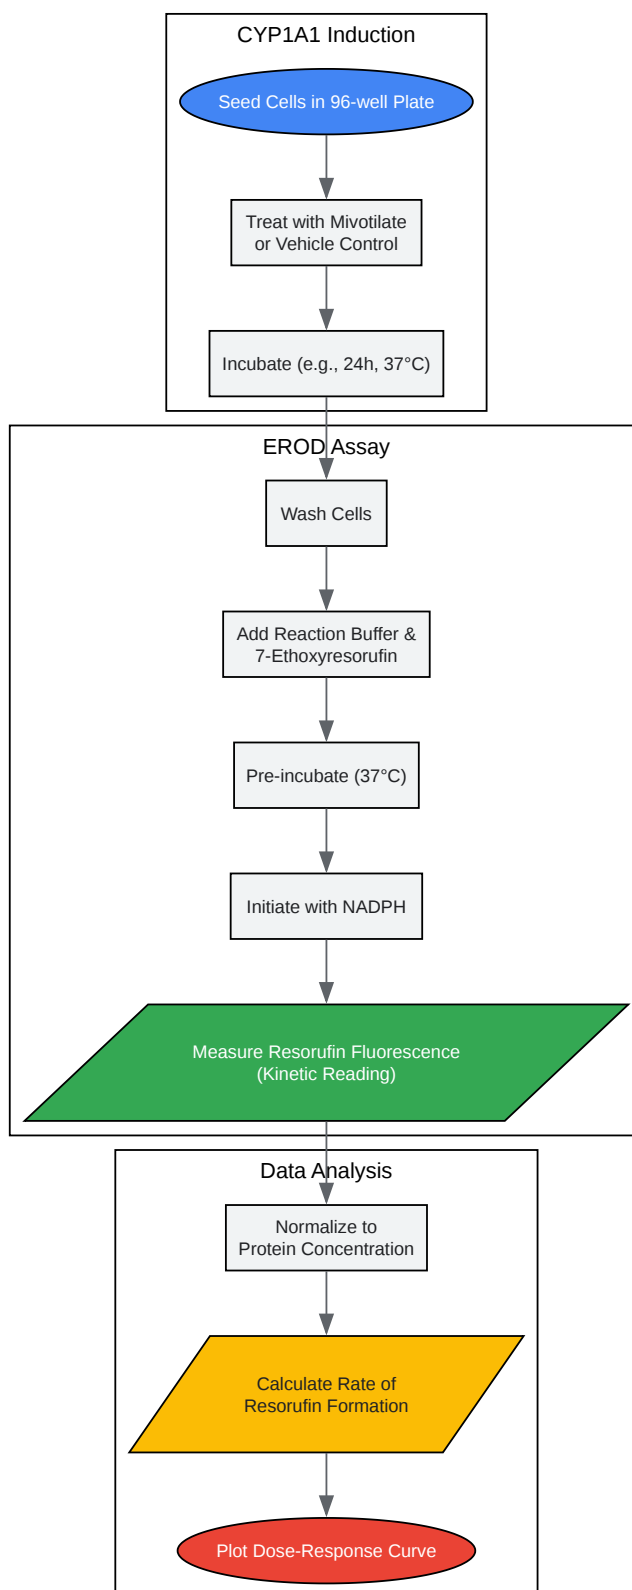 CYP1A1 Induction
Seed Cells in 96-well Plate
Treat with Mivotilate
or Vehicle Control
Incubate (e.g., 24h, 37°C)
EROD Assay
Wash Cells
Add Reaction Buffer &
7-Ethoxyresorufin
Pre-incubate (37°C)
Initiate with NADPH
Measure Resorufin Fluorescence
(Kinetic Reading)
Data Analysis
Normalize to
Protein Concentration
Calculate Rate of
Resorufin Formation
Plot Dose-Response Curve